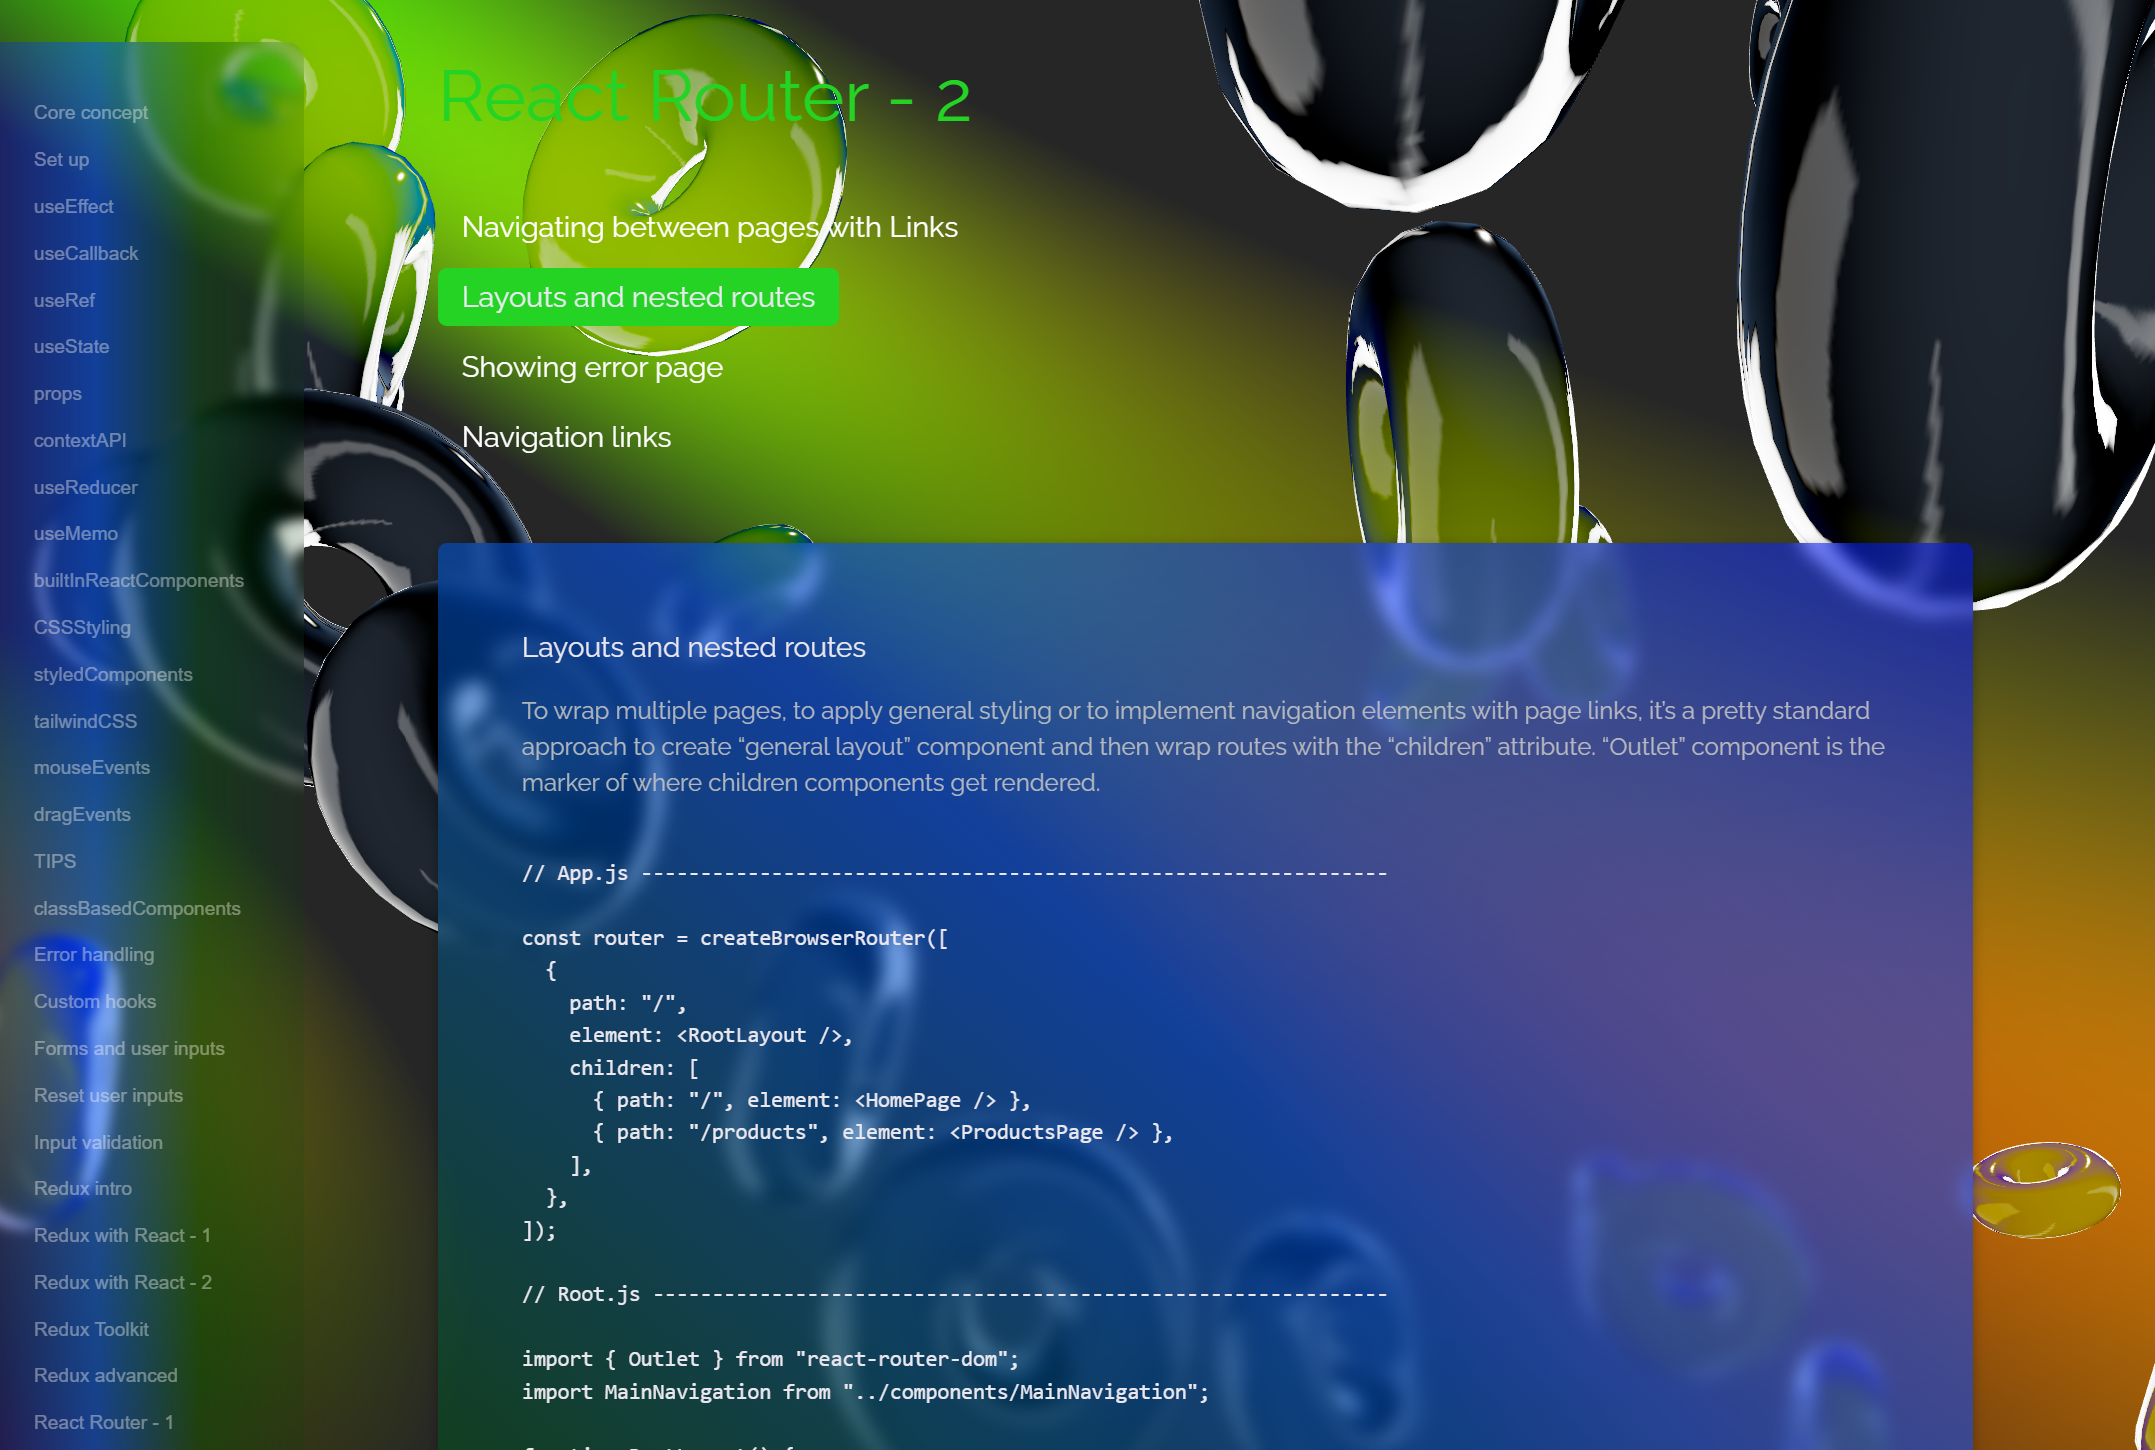 Core concept
Set up
useEffect
useCallback
useRef
useState
props
contextAPI
useReducer
useMemo
builtInReactComponents
CSSStyling
styledComponents
tailwindCSS
mouseEvents
dragEvents
TIPS
classBasedComponents
Error handling
Custom hooks
Forms and user inputs
Reset user inputs
Input validation
Redux intro
Redux with React - 1
Redux with React - 2
Redux Toolkit
Redux advanced
React Router - 1
React Router - 2
Navigating between pages with Links
Layouts and nested routes
Showing error page
Navigation links
Layouts and nested routes
To wrap multiple pages, to apply general styling or to implement navigation elements with page links, it’s a pretty standard
approach to create “general layout” component and then wrap routes with the “children” attribute. “Outlet” component is the
marker of where children components get rendered.
// App.js ---------------------------------------------------------------
const router = createBrowserRouter([
  {
    path: "/",
    element: <RootLayout />,
    children: [
      { path: "/", element: <HomePage /> },
      { path: "/products", element: <ProductsPage /> },
    ],
  },
]);
// Root.js --------------------------------------------------------------
import { Outlet } from "react-router-dom";
import MainNavigation from "../components/MainNavigation";